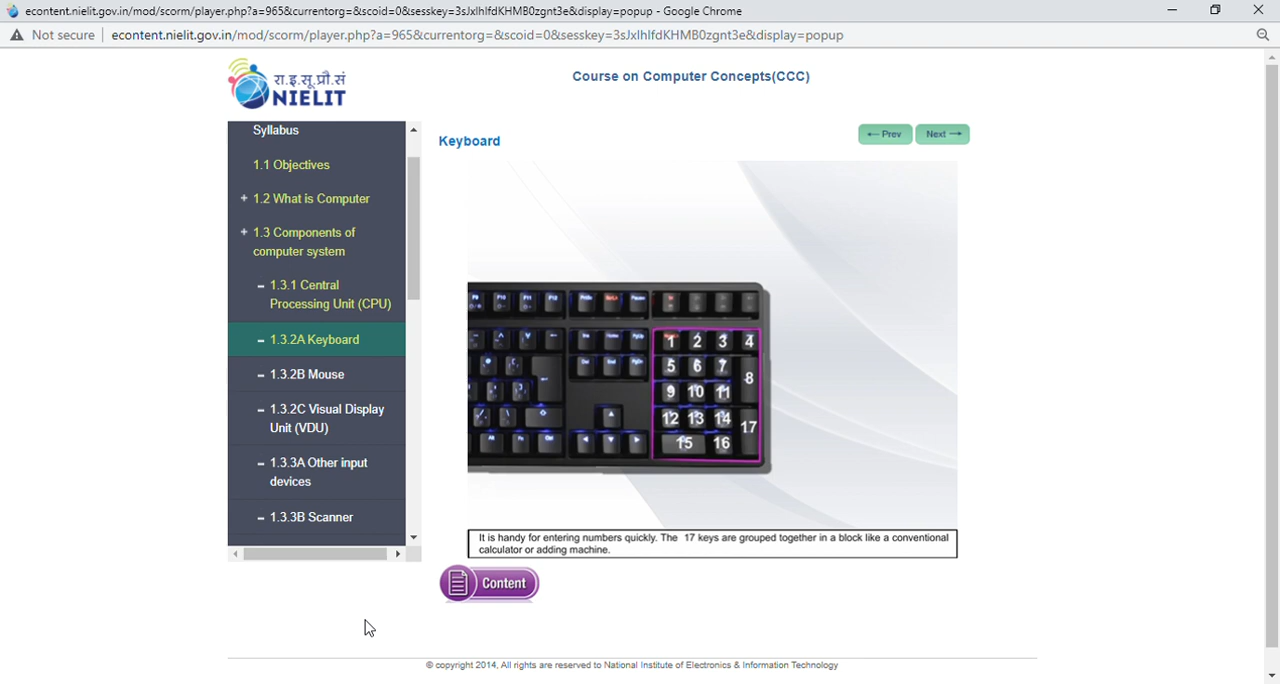 econtent.nielit.gov.in/mod/scorm/player.php?a=965&currentorg=&scoid=0&sesskey=3sJxlhlfdKHMB0zgnt3e&display=popup - Google Chrome
Not secure econtent.nielit.gov.in/mod/scorm/player.php?a=965&currentorg=&scoid=0&sesskey=3sJxlhlfdKHMB0zgnt3e&display=popup
रा.इ.सू.प्रौ.सं
NIELIT
Course on Computer Concepts(CCC)
Syllabus
1.1 Objectives
+ 1.2 What is Computer
+ 1.3 Components of
computer system
- 1.3.1 Central
Processing Unit (CPU)
- 1.3.2A Keyboard
- 1.3.2B Mouse
- 1.3.2C Visual Display
Unit (VDU)
- 1.3.3A Other input
devices
- 1.3.3B Scanner
Keyboard
← Prev Next →
F9 F10 F11 F12
1 2 3 4
5 6 7
8
9 10 11
12 13 14
17
15 16
It is handy for entering numbers quickly. The 17 keys are grouped together in a block like a conventional
calculator or adding machine.
Content
© copyright 2014, All rights are reserved to National Institute of Electronics & Information Technology